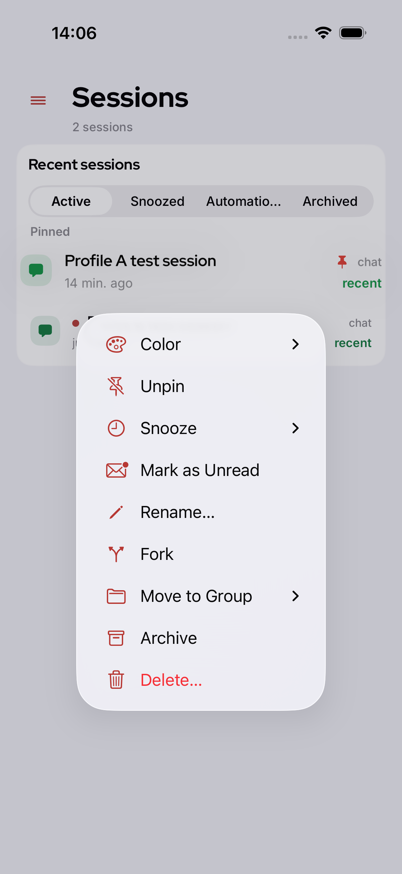 14:06
Sessions
2 sessions
Recent sessions
Active Snoozed Automatio... Archived
Pinned
Profile A test session chat
14 min. ago recent
chat
recent
Color
Unpin
Snooze
Mark as Unread
Rename...
Fork
Move to Group
Archive
Delete...